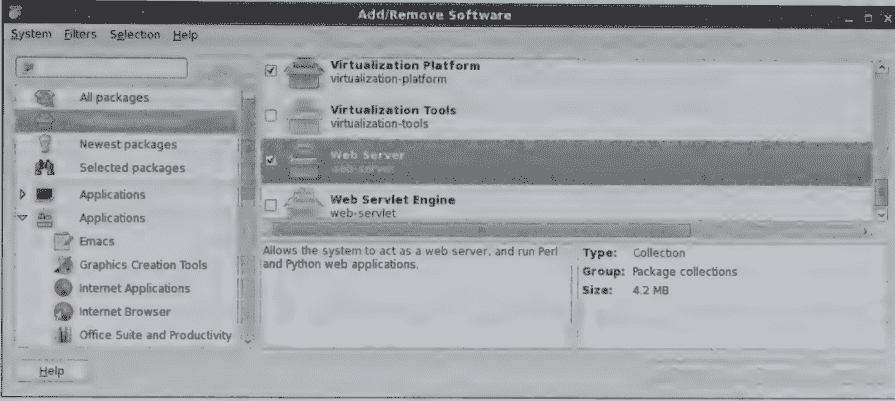 Add/Remove Software
System Filters Selection Help
All packages
Newest packages
Selected packages
Applications
Applications
Emacs
Graphics Creation Tools
Internet Applications
Internet Browser
Office Suite and Productivity
Help
Virtualization Platform
virtualization-platform
Virtualization Tools
virtualization-tools
Web Server
web-server
Web Servlet Engine
web-servlet
Allows the system to act as a web server, and run Perl
and Python web applications.
Type: Collection
Group: Package collections
Size: 4.2 MB